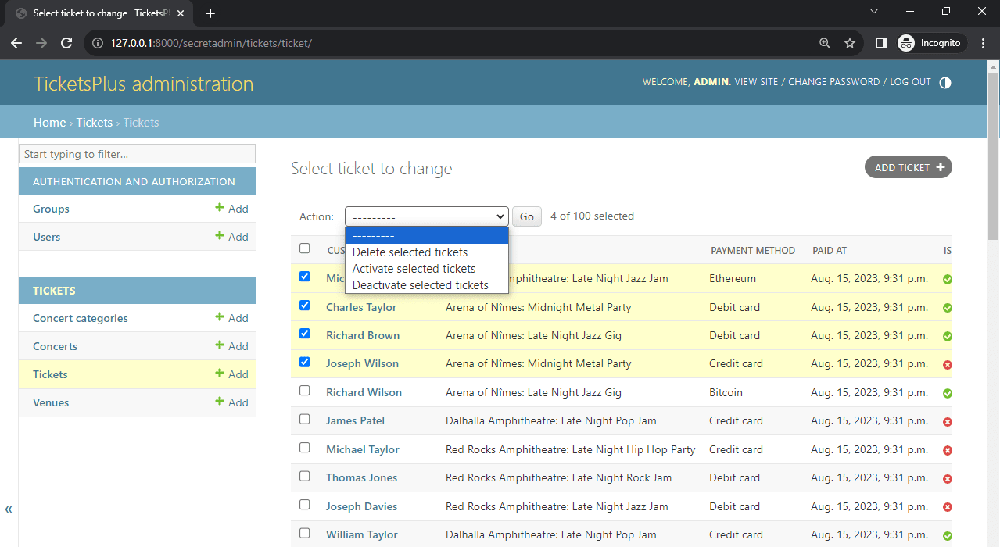 Select ticket to change | TicketsP
127.0.0.1:8000/secretadmin/tickets/ticket/
Incognito
TicketsPlus administration
WELCOME, ADMIN. VIEW SITE / CHANGE PASSWORD / LOG OUT
Home › Tickets › Tickets
Start typing to filter...
AUTHENTICATION AND AUTHORIZATION
Groups + Add
Users + Add
TICKETS
Concert categories + Add
Concerts + Add
Tickets + Add
Venues + Add
«
Select ticket to change
ADD TICKET +
Action: --------- Go 4 of 100 selected
---------
Delete selected tickets
Activate selected tickets
Deactivate selected tickets
CUS PAYMENT METHOD PAID AT IS
Mic mphitheatre: Late Night Jazz Jam Ethereum Aug. 15, 2023, 9:31 p.m.
Charles Taylor Arena of Nîmes: Midnight Metal Party Debit card Aug. 15, 2023, 9:31 p.m.
Richard Brown Arena of Nîmes: Late Night Jazz Gig Debit card Aug. 15, 2023, 9:31 p.m.
Joseph Wilson Arena of Nîmes: Midnight Metal Party Credit card Aug. 15, 2023, 9:31 p.m.
Richard Wilson Arena of Nîmes: Late Night Jazz Gig Bitcoin Aug. 15, 2023, 9:31 p.m.
James Patel Dalhalla Amphitheatre: Late Night Pop Jam Credit card Aug. 15, 2023, 9:31 p.m.
Michael Taylor Red Rocks Amphitheatre: Late Night Hip Hop Party Credit card Aug. 15, 2023, 9:31 p.m.
Thomas Jones Red Rocks Amphitheatre: Late Night Rock Jam Debit card Aug. 15, 2023, 9:31 p.m.
Joseph Davies Red Rocks Amphitheatre: Late Night Jazz Jam Debit card Aug. 15, 2023, 9:31 p.m.
William Taylor Dalhalla Amphitheatre: Late Night Pop Jam Credit card Aug. 15, 2023, 9:31 p.m.